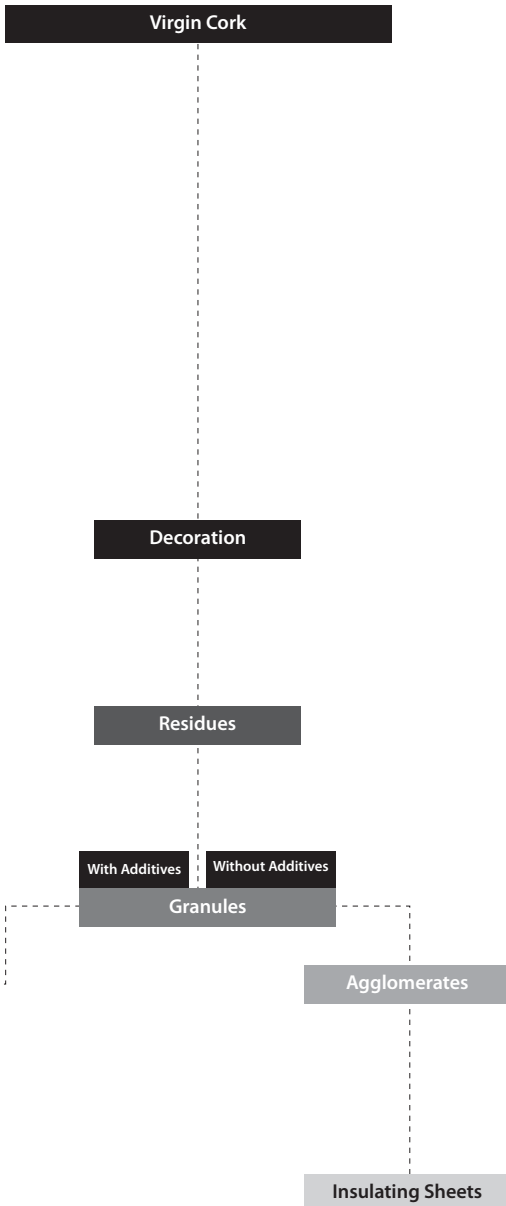 Virgin Cork
Decoration
Residues
With Additives
Without Additives
Granules
Agglomerates
Insulating Sheets